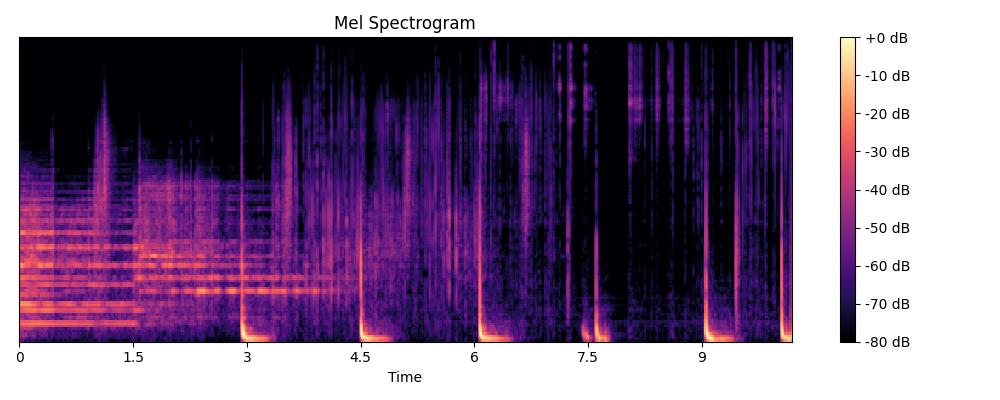 Mel Spectrogram
+0 dB
-10 dB
-20 dB
-30 dB
-40 dB
-50 dB
-60 dB
-70 dB
-80 dB
0 1.5 3 4.5 6 7.5 9
Time